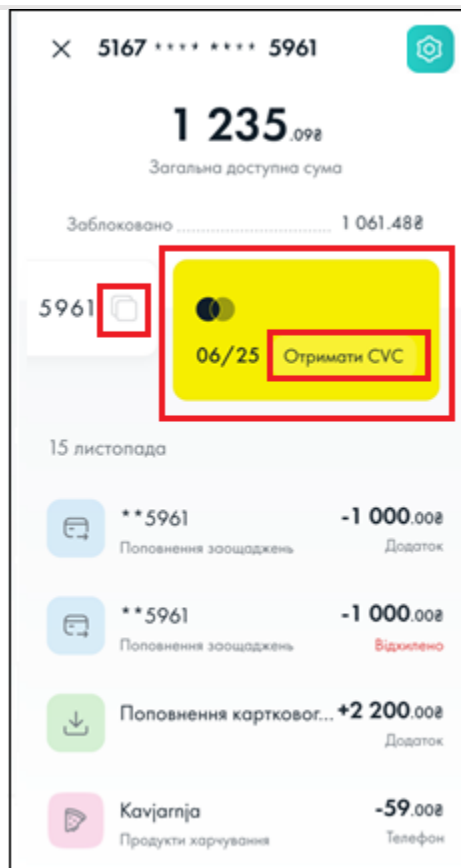 5167 **** **** 5961
1 235.09₴
Загальна доступна сума
Заблоковано 1 061.48₴
5961
06/25 Отримати CVC
15 листопада
**5961 -1 000.00₴
Поповнення заощаджень Додаток
**5961 -1 000.00₴
Поповнення заощаджень Відхилено
Поповнення картковог... +2 200.00₴
Додаток
Kavjarnja -59.00₴
Продукти харчування Телефон